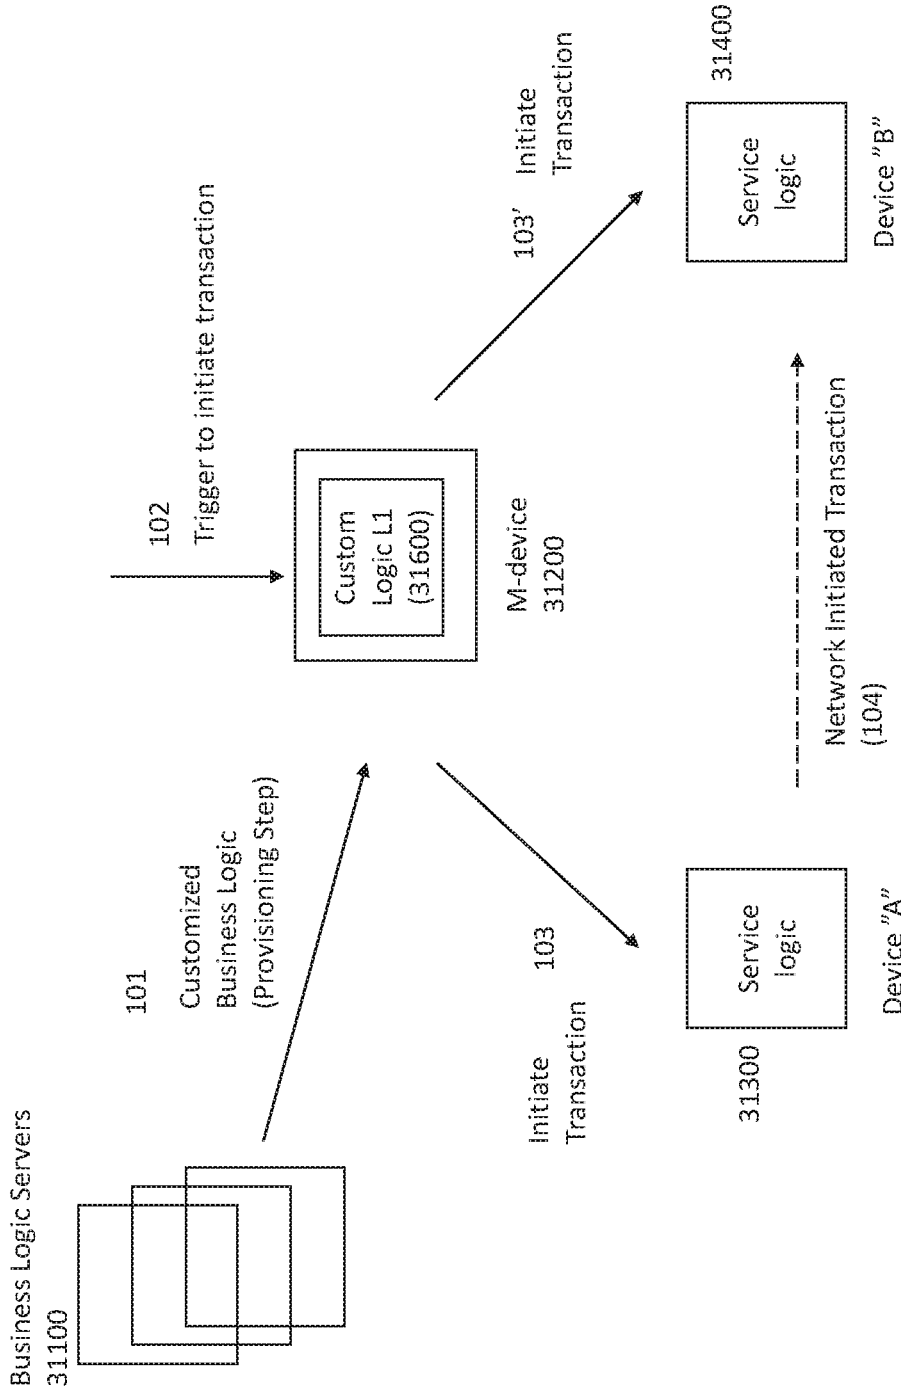 Business Logic Servers
31100
101
Customized
Business Logic
(Provisioning Step)
102
Trigger to initiate transaction
Custom
Logic L1
(31600)
M-device
31200
Initiate
Transaction
103
103'
Initiate
Transaction
31300
Service
logic
Device "A"
Network Initiated Transaction
(104)
Service
logic
31400
Device "B"